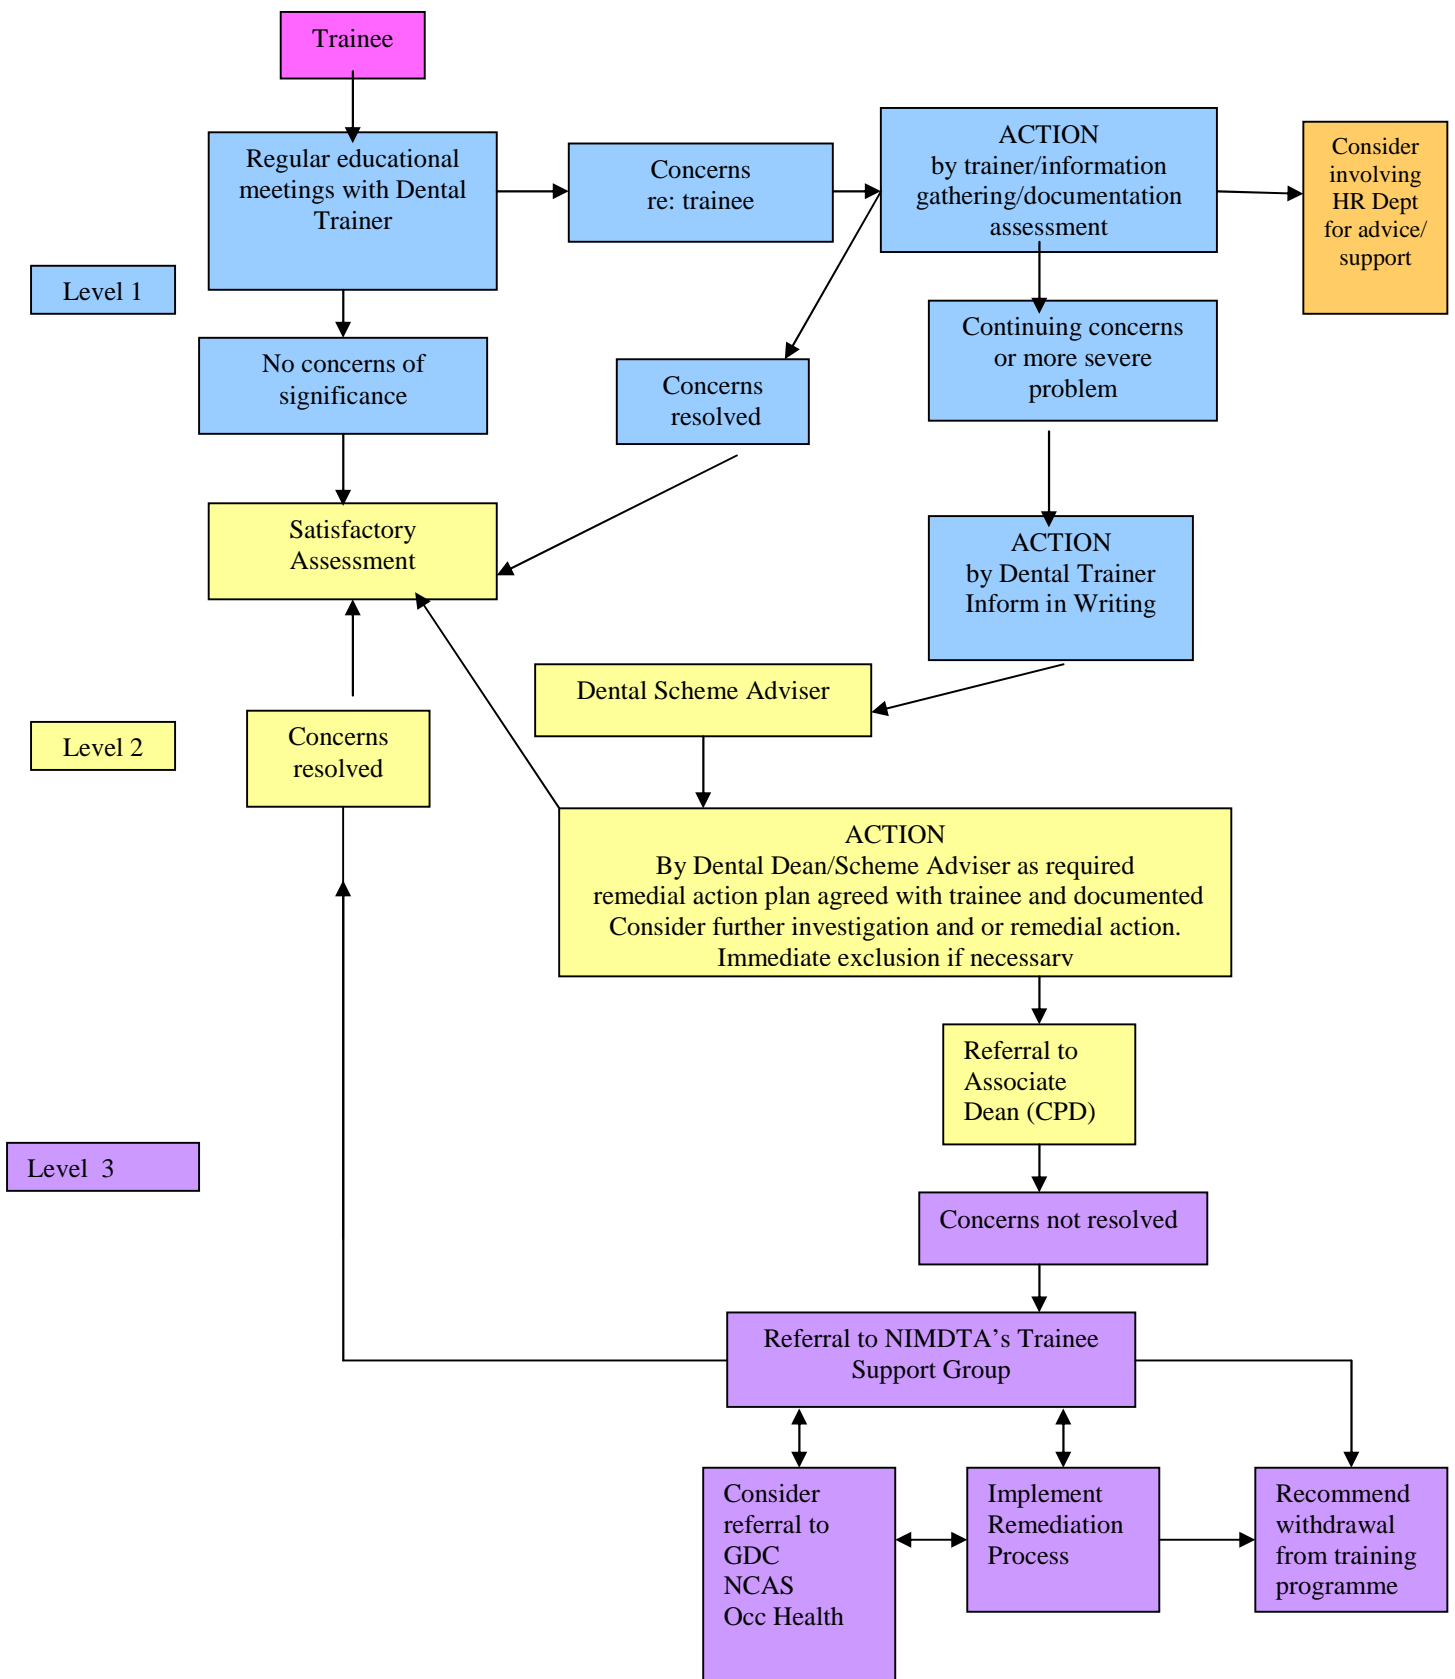 Trainee
Regular educational
meetings with Dental
Trainer
Concerns
re: trainee
ACTION
by trainer/information
gathering/documentation
assessment
Consider
involving
HR Dept
for advice/
support
Level 1
No concerns of
significance
Concerns
resolved
Continuing concerns
or more severe
problem
Satisfactory
Assessment
ACTION
by Dental Trainer
Inform in Writing
Dental Scheme Adviser
Level 2
Concerns
resolved
ACTION
By Dental Dean/Scheme Adviser as required
remedial action plan agreed with trainee and documented
Consider further investigation and or remedial action.
Immediate exclusion if necessary
Referral to
Associate
Dean (CPD)
Level 3
Concerns not resolved
Referral to NIMDTA’s Trainee
Support Group
Consider
referral to
GDC
NCAS
Occ Health
Implement
Remediation
Process
Recommend
withdrawal
from training
programme